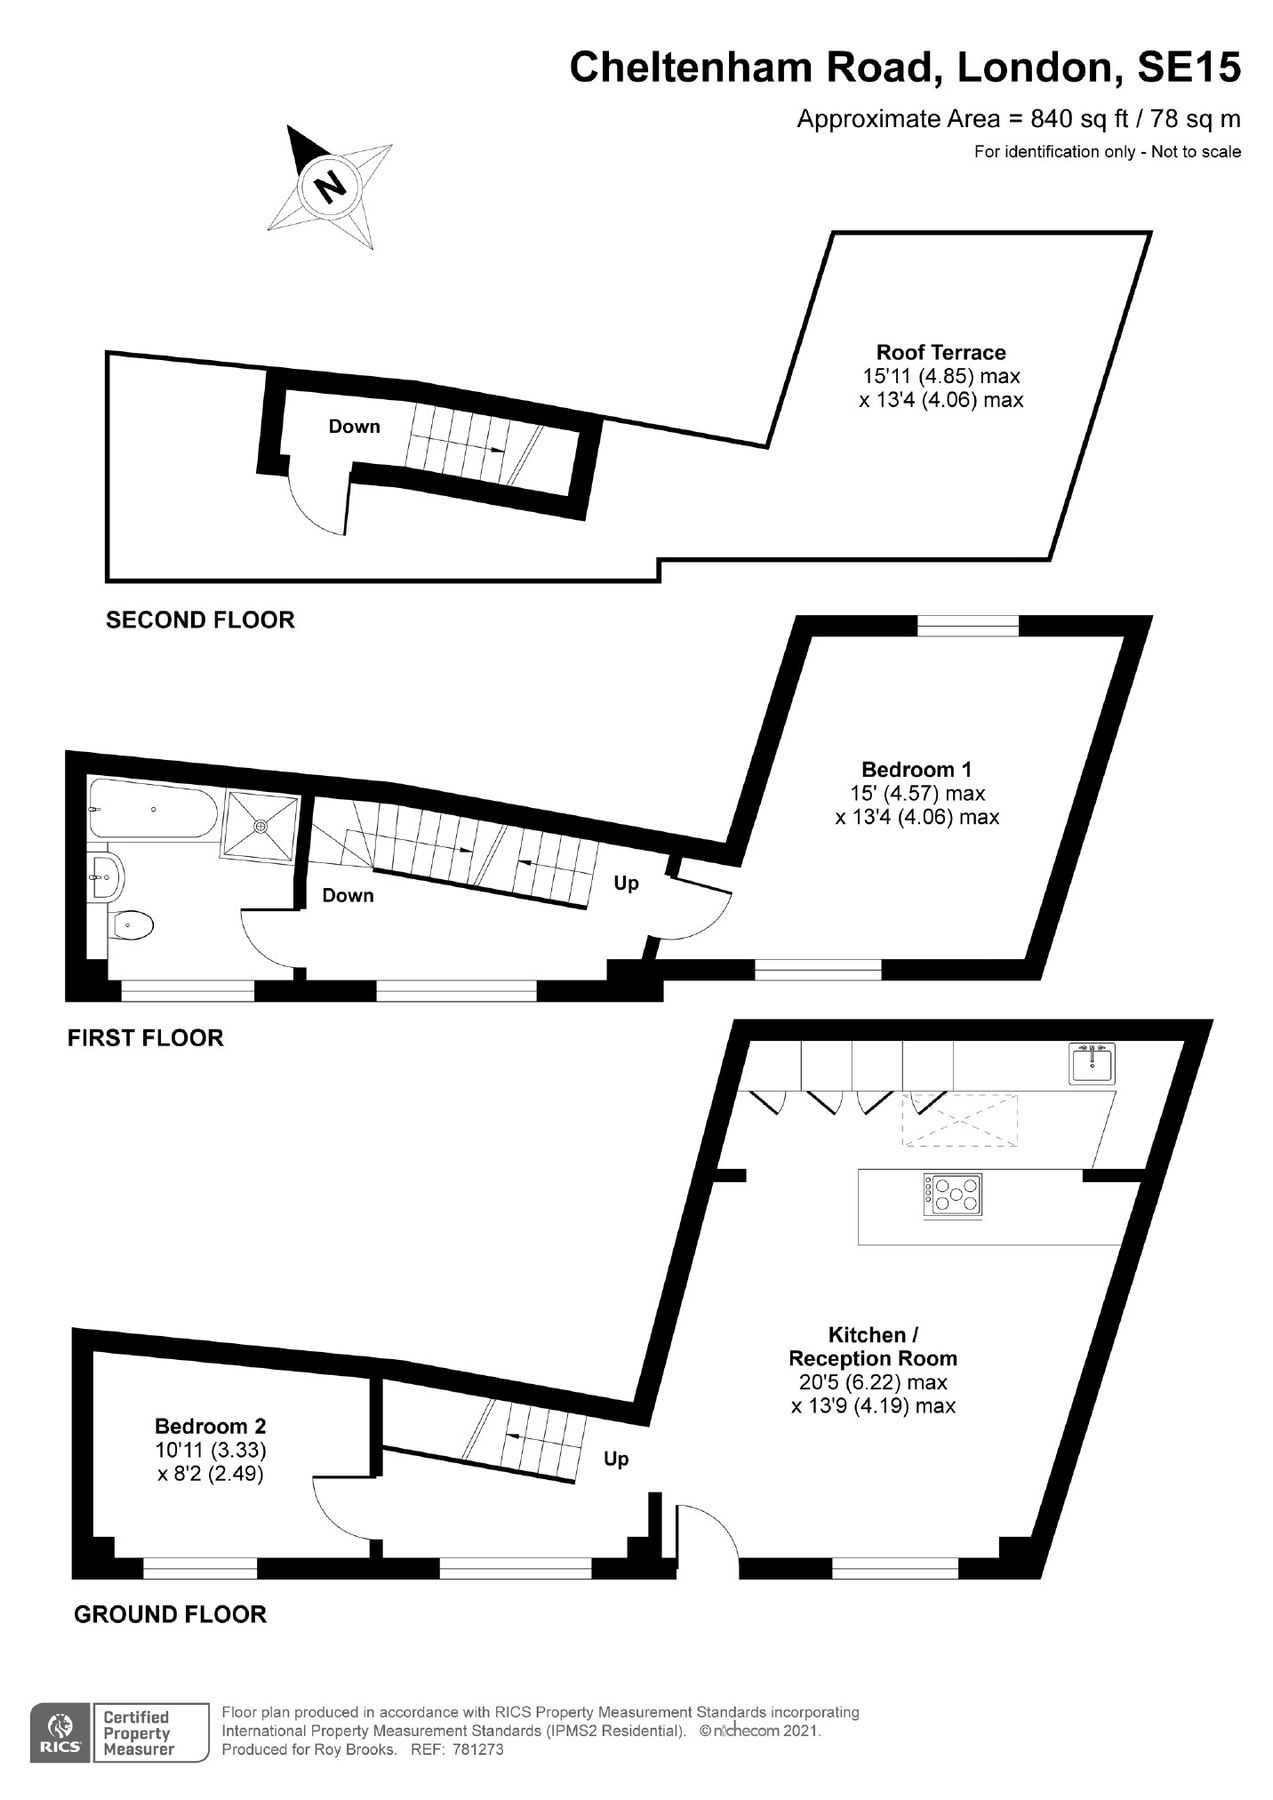 Cheltenham Road, London, SE15
Approximate Area = 840 sq ft / 78 sq m
For identification only - Not to scale
N
Roof Terrace
15'11 (4.85) max
x 13'4 (4.06) max
Down
SECOND FLOOR
Bedroom 1
15' (4.57) max
x 13'4 (4.06) max
Up
Down
FIRST FLOOR
Kitchen /
Reception Room
20'5 (6.22) max
x 13'9 (4.19) max
Bedroom 2
10'11 (3.33)
x 8'2 (2.49)
Up
GROUND FLOOR
RICS
Certified
Property
Measurer
Floor plan produced in accordance with RICS Property Measurement Standards incorporating
International Property Measurement Standards (IPMS2 Residential). © nichecom 2021.
Produced for Roy Brooks. REF: 781273